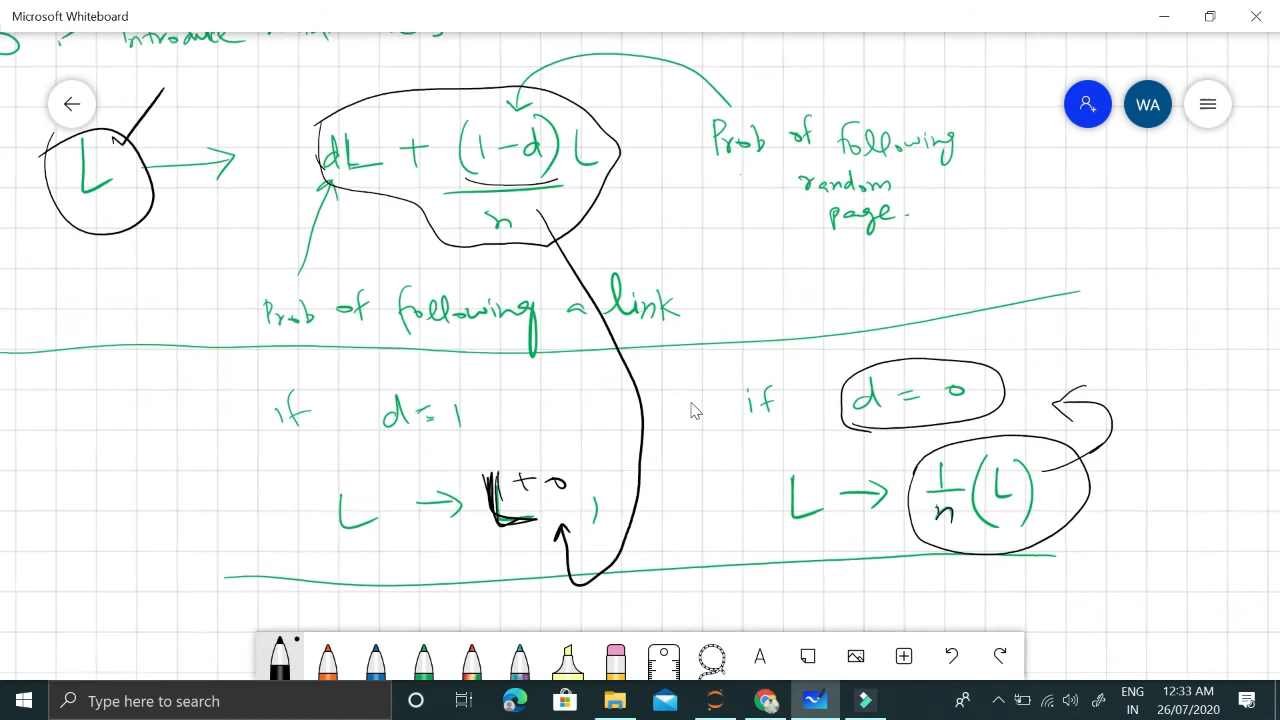 Microsoft Whiteboard
Introduce
WA
L → dL + (1-d) L
n
Prob of following
random
page.
Prob of following a link
if d = 1
if d = 0
L → L + 0 ,
L → 1/n (L)
Type here to search
ENG
IN
12:33 AM
26/07/2020